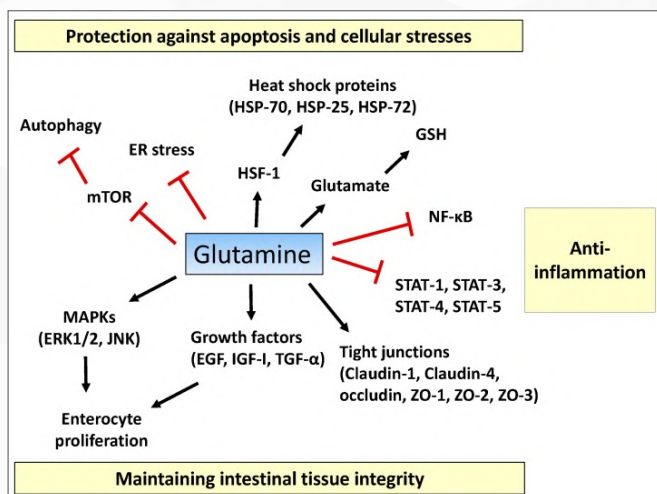 Protection against apoptosis and cellular stresses
Heat shock proteins
(HSP-70, HSP-25, HSP-72)
Autophagy
GSH
ER stress
HSF-1
mTOR
Glutamate
NF-κB
Glutamine
Anti-
inflammation
STAT-1, STAT-3,
STAT-4, STAT-5
MAPKs
(ERK1/2, JNK)
Growth factors
(EGF, IGF-I, TGF-α)
Tight junctions
(Claudin-1, Claudin-4,
occludin, ZO-1, ZO-2, ZO-3)
Enterocyte
proliferation
Maintaining intestinal tissue integrity